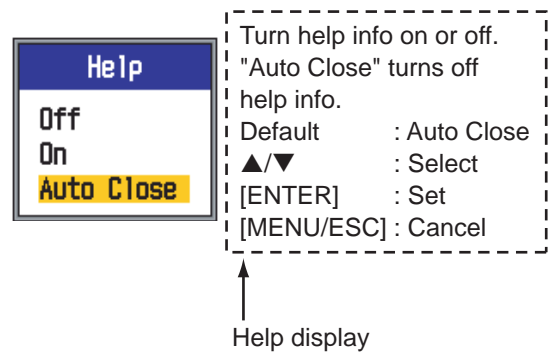 Help
Off
On
Auto Close
Turn help info on or off.
"Auto Close" turns off
help info.
Default : Auto Close
▲/▼ : Select
[ENTER] : Set
[MENU/ESC] : Cancel
Help display